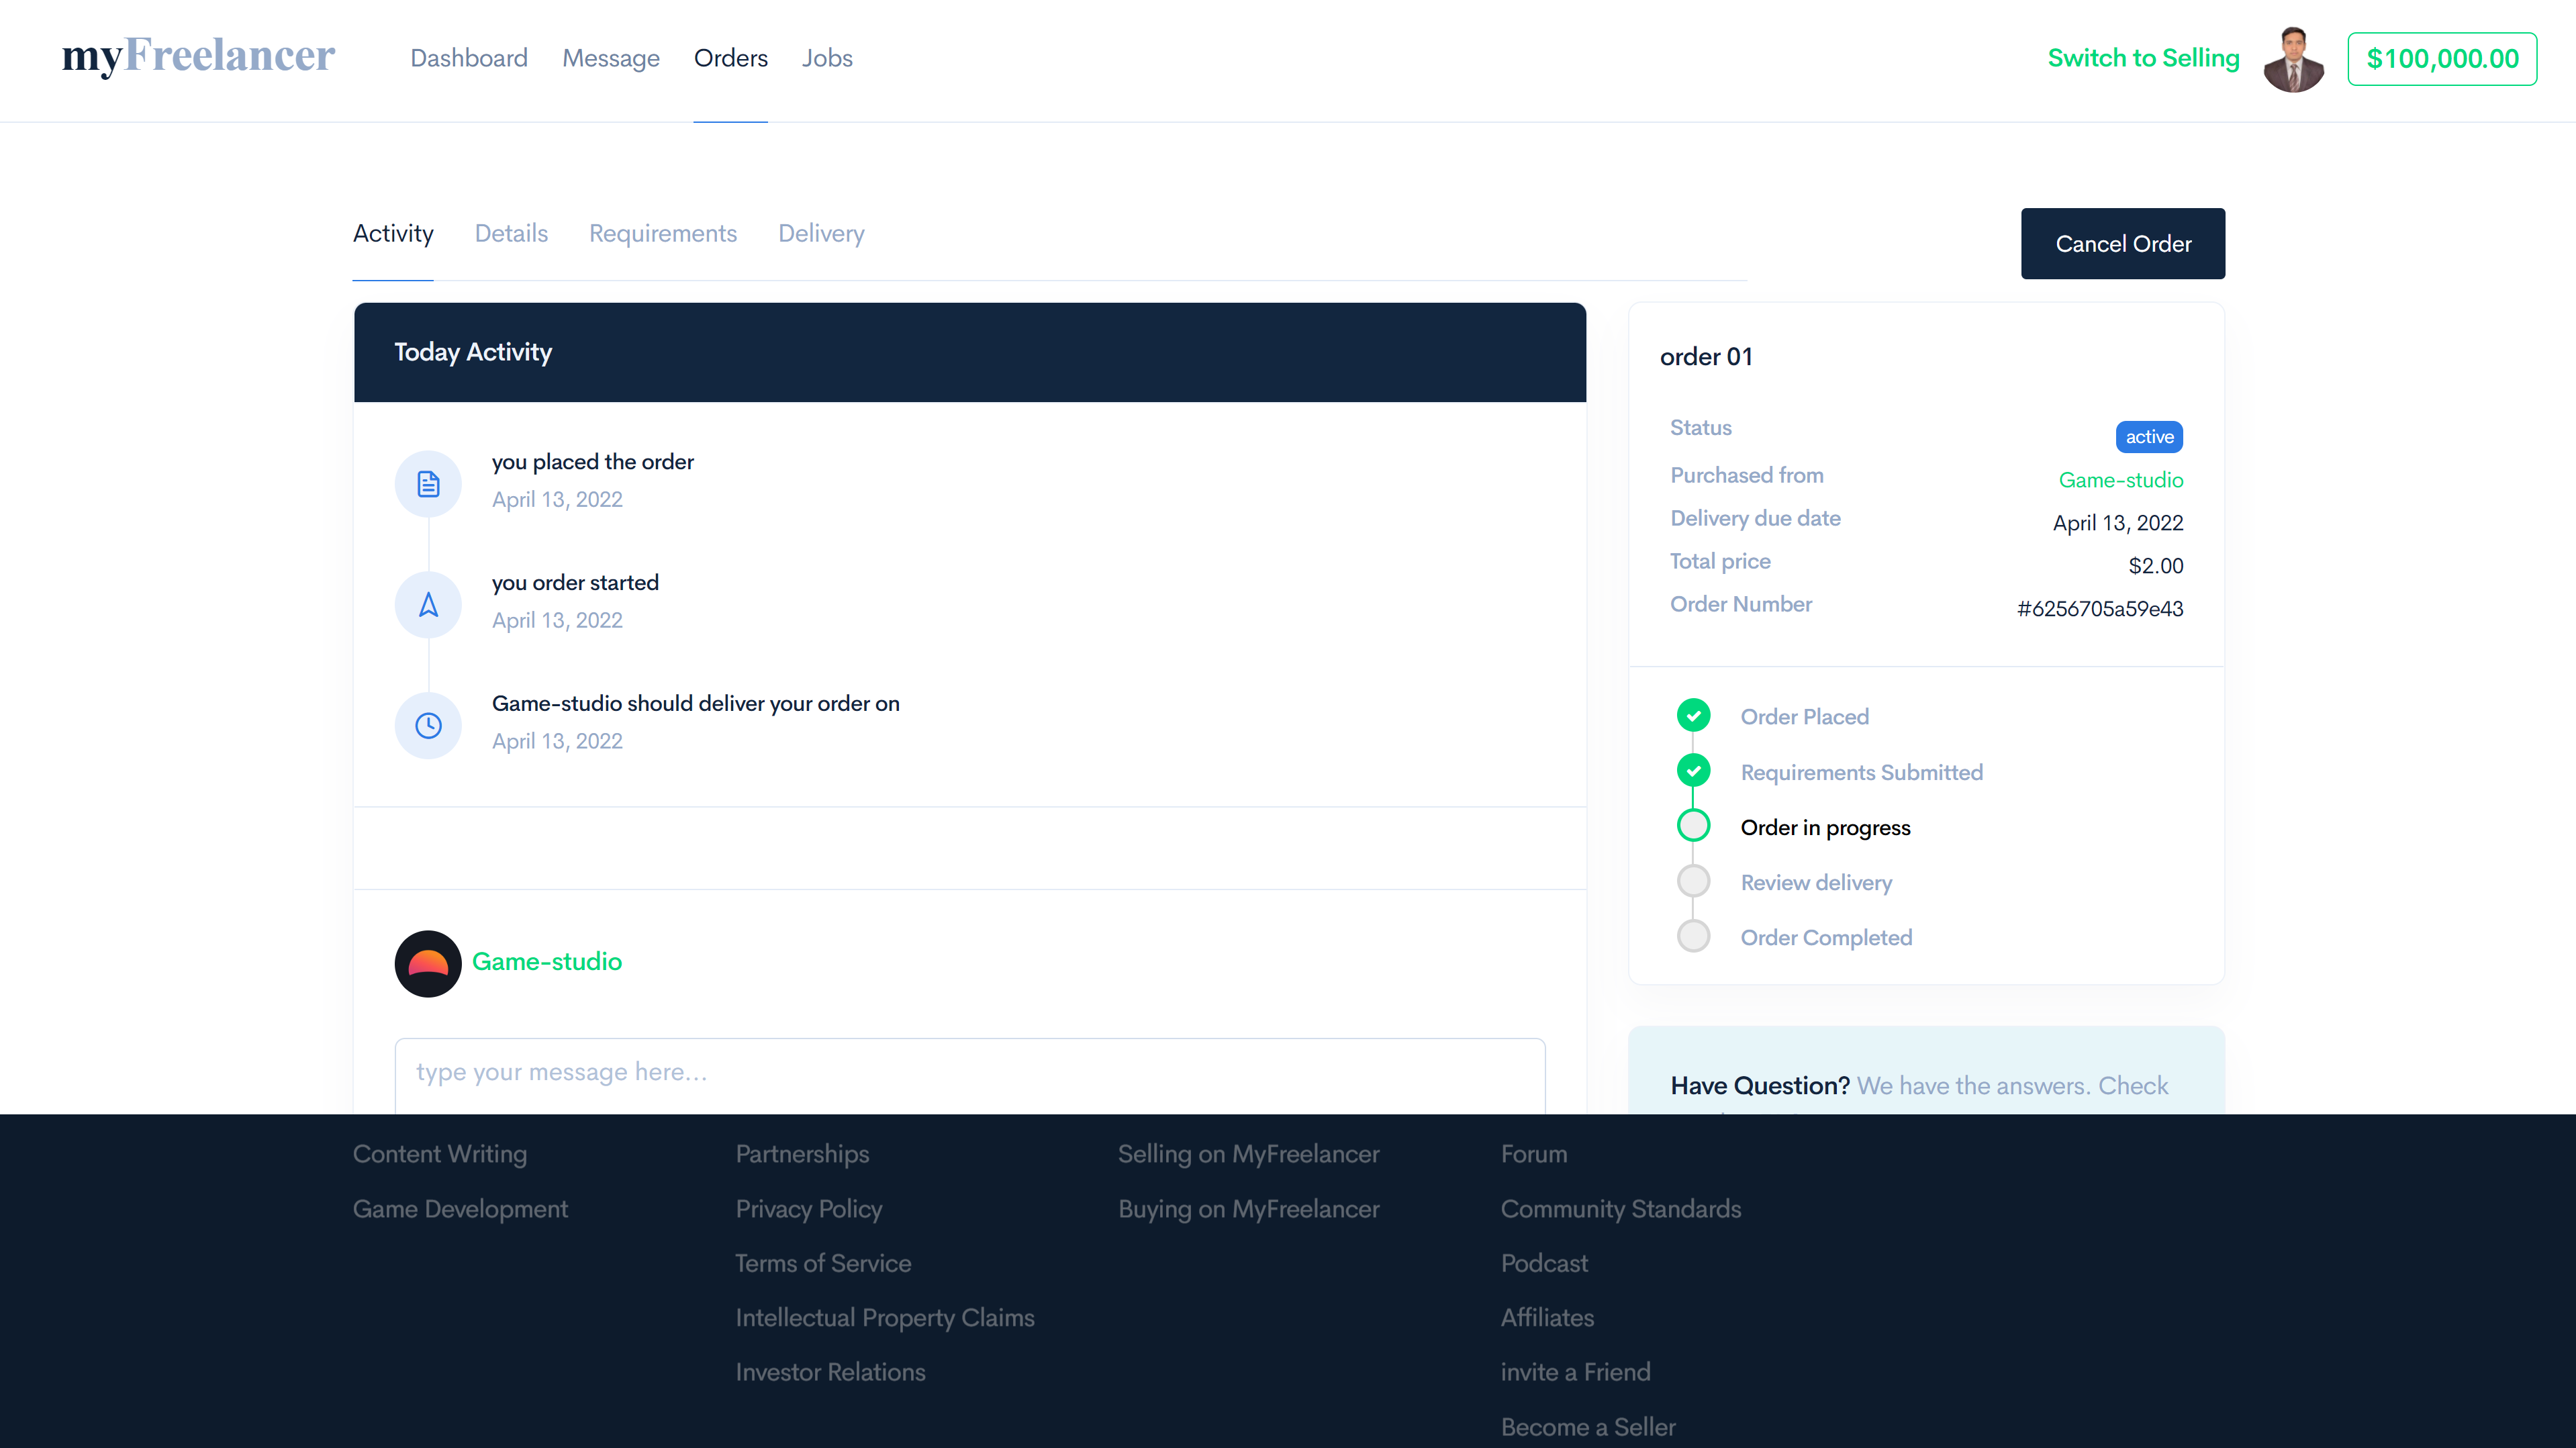 myFreelancer
Dashboard Message Orders Jobs
Switch to Selling
$100,000.00
Activity Details Requirements Delivery
Cancel Order
Today Activity
you placed the order
April 13, 2022
you order started
April 13, 2022
Game-studio should deliver your order on
April 13, 2022
Game-studio
type your message here...
order 01
Status active
Purchased from Game-studio
Delivery due date April 13, 2022
Total price $2.00
Order Number #6256705a59e43
Order Placed
Requirements Submitted
Order in progress
Review delivery
Order Completed
Have Question? We have the answers. Check
Content Writing
Game Development
Partnerships
Privacy Policy
Terms of Service
Intellectual Property Claims
Investor Relations
Selling on MyFreelancer
Buying on MyFreelancer
Forum
Community Standards
Podcast
Affiliates
invite a Friend
Become a Seller